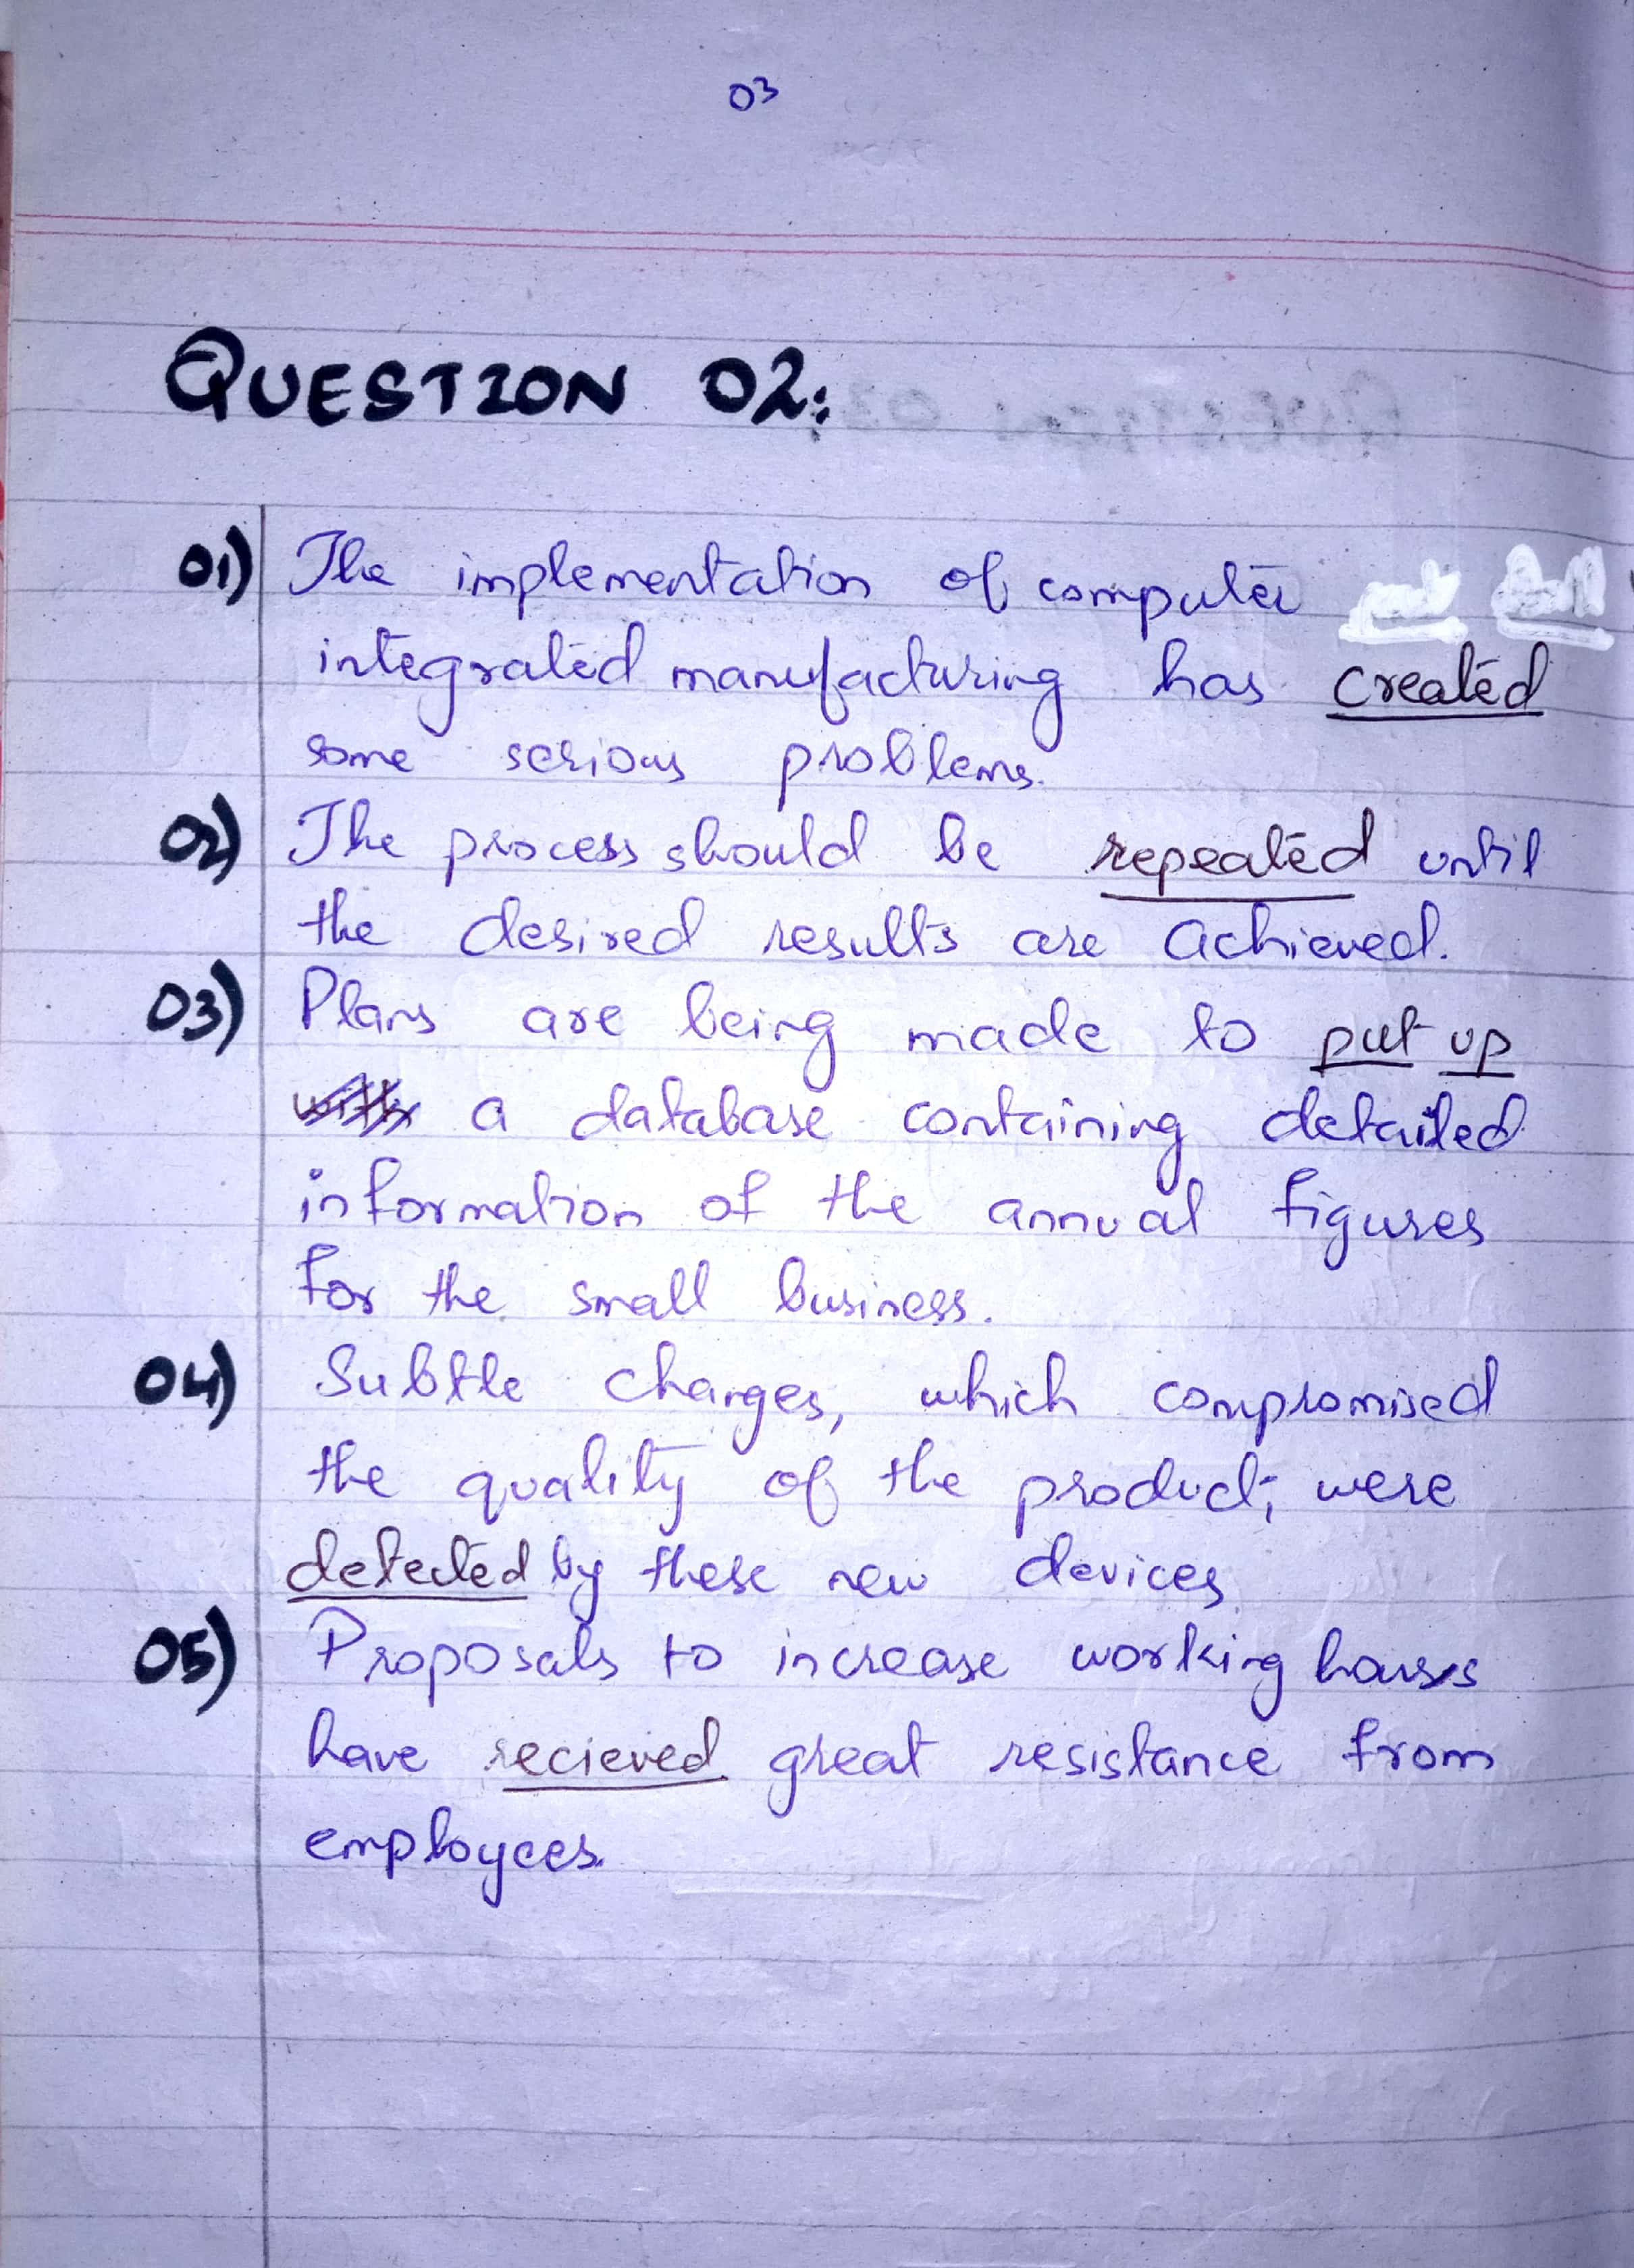 03
QUESTION 02:
01) The implementation of computer
integrated manufacturing has created
some serious problems.
02) The process should be repeated until
the desired results are achieved.
03) Plans are being made to put up
with a database containing detailed
information of the annual figures
for the small business.
04) Subtle changes, which compromised
the quality of the product, were
detected by these new devices
05) Proposals to increase working hours
have recieved great resistance from
employees.